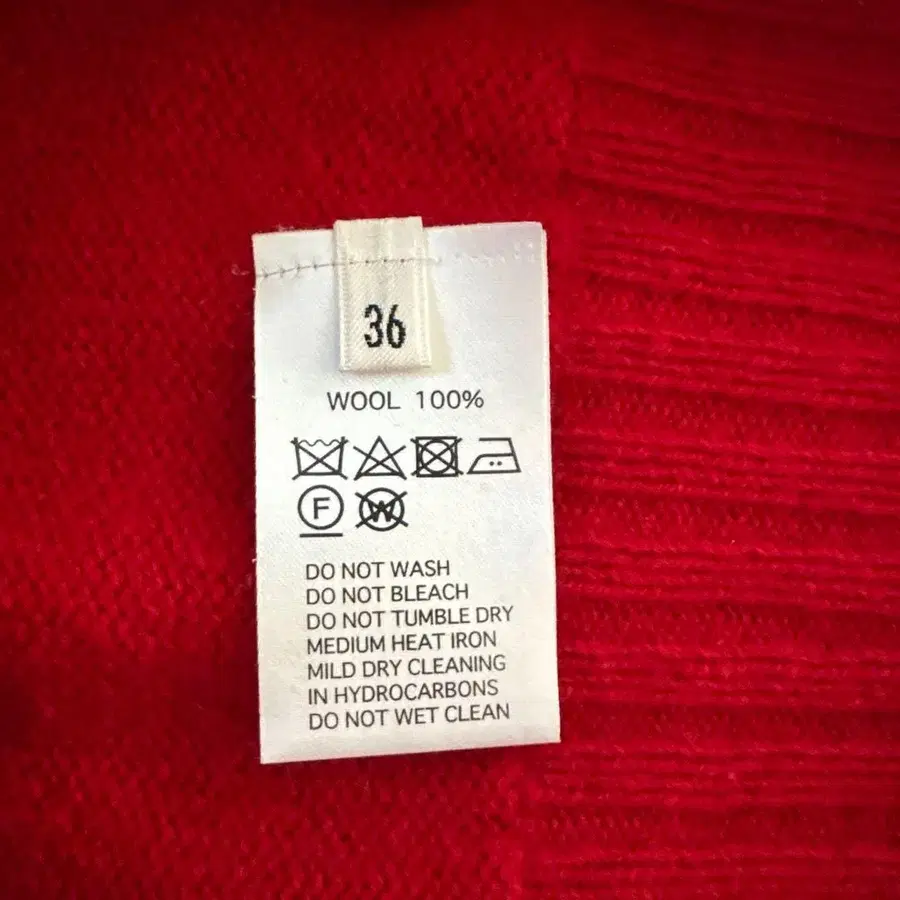 36
WOOL 100%
F W
DO NOT WASH
DO NOT BLEACH
DO NOT TUMBLE DRY
MEDIUM HEAT IRON
MILD DRY CLEANING
IN HYDROCARBONS
DO NOT WET CLEAN